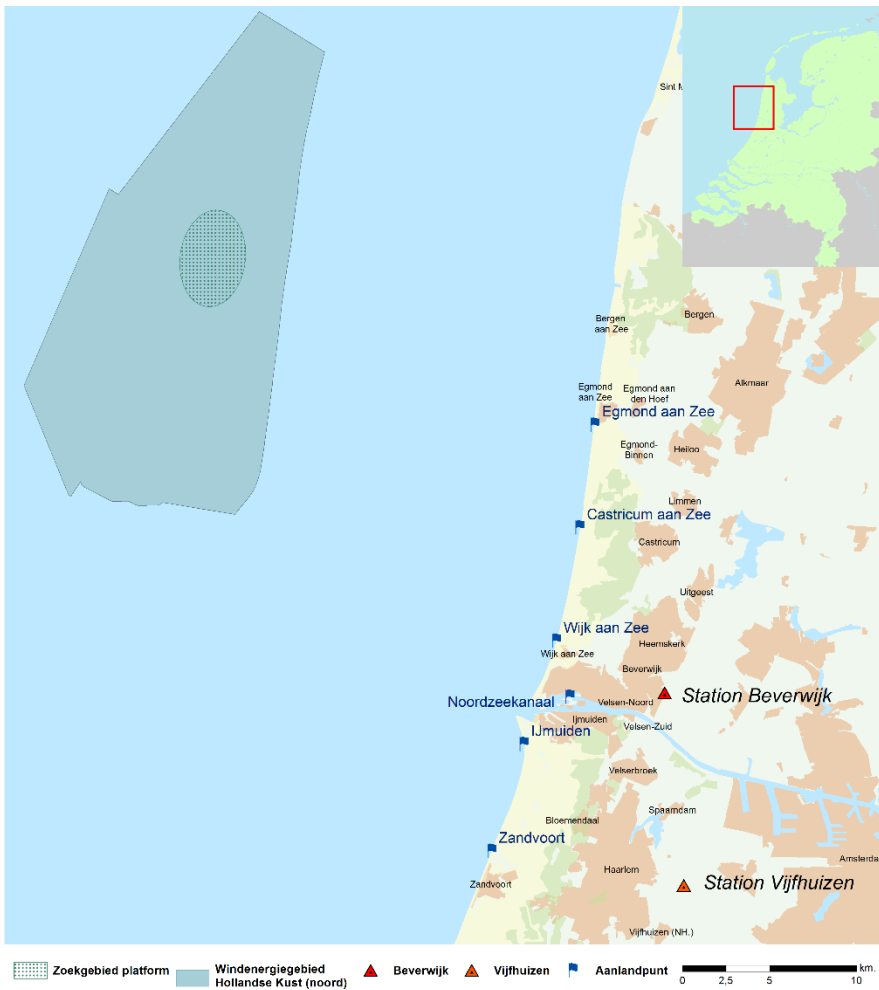 Sint M
Bergen
Bergen
aan Zee
Alkmaar
Egmond
aan Zee
Egmond aan
den Hoef
Egmond aan Zee
Egmond-
Binnen
Heiloo
Limmen
Castricum aan Zee
Castricum
Uitgeest
Wijk aan Zee
Heemskerk
Wijk aan Zee
Beverwijk
Noordzeekanaal
Velsen-Noord
Station Beverwijk
Ijmuiden
Velsen-Zuid
IJmuiden
Velserbroek
Spaarndam
Bloemendaal
Zandvoort
Amsterda
Haarlem
Zandvoort
Station Vijfhuizen
Vijfhuizen (NH.)
Zoekgebied platform
Windenergiegebied
Hollandse Kust (noord)
Beverwijk
Vijfhuizen
Aanlandpunt
km.
0 2,5 5 10